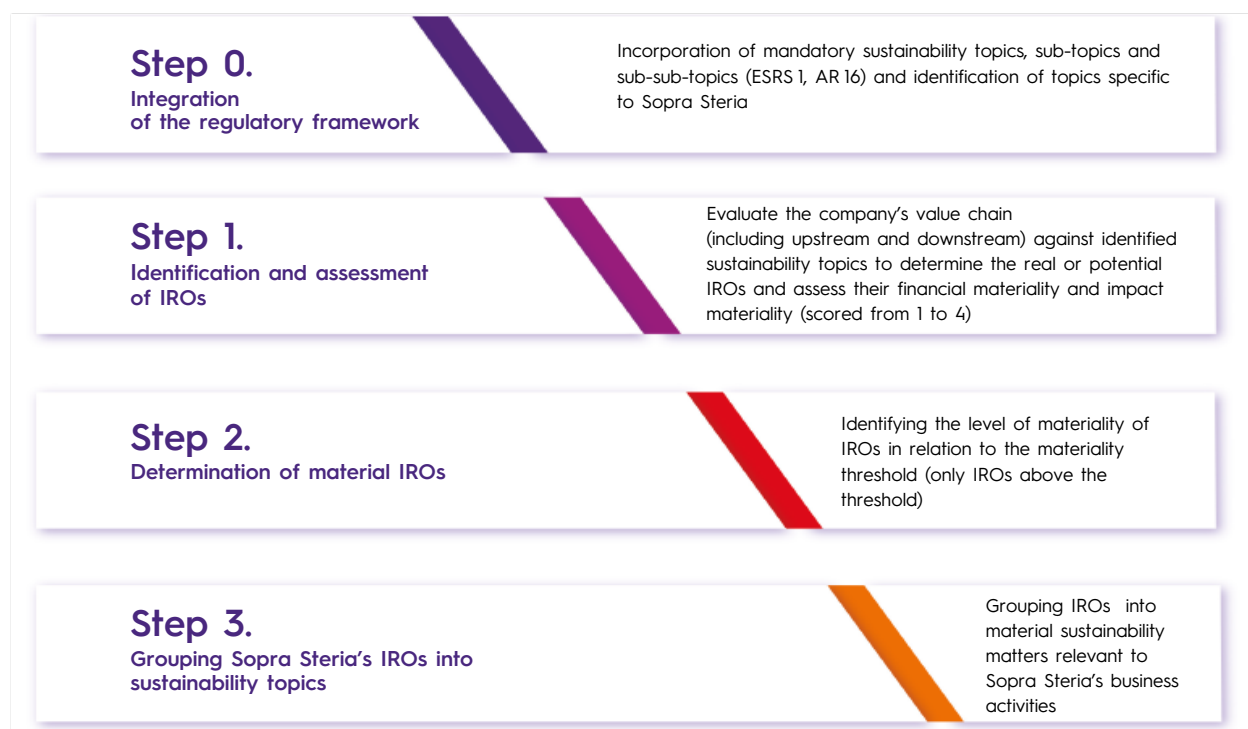 Step 0.
Integration
of the regulatory framework
Incorporation of mandatory sustainability topics, sub-topics and
sub-sub-topics (ESRS 1, AR 16) and identification of topics specific
to Sopra Steria
Step 1.
Identification and assessment
of IROs
Evaluate the company's value chain
(including upstream and downstream) against identified
sustainability topics to determine the real or potential
IROs and assess their financial materiality and impact
materiality (scored from 1 to 4)
Step 2.
Determination of material IROs
Identifying the level of materiality of
IROs in relation to the materiality
threshold (only IROs above the
threshold)
Step 3.
Grouping Sopra Steria's IROs into
sustainability topics
Grouping IROs into
material sustainability
matters relevant to
Sopra Steria's business
activities